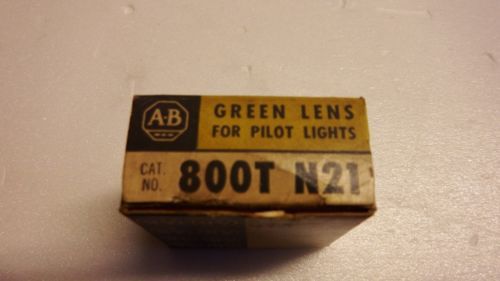 A-B
GREEN LENS
FOR PILOT LIGHTS
CAT.
NO.
800T N21